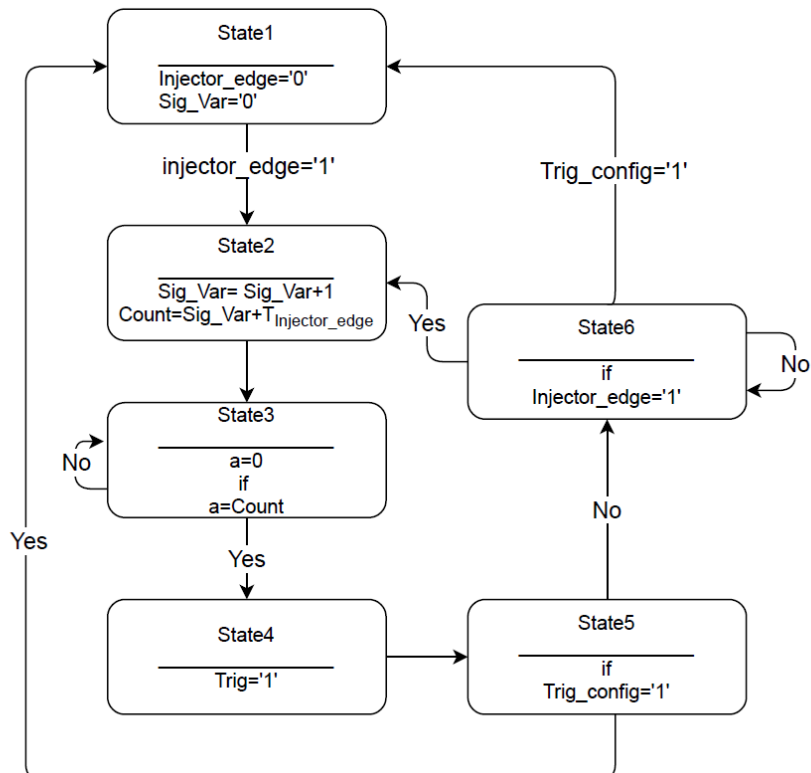 State1
Injector_edge='0'
Sig_Var='0'
injector_edge='1'
Trig_config='1'
State2
Sig_Var= Sig_Var+1
Count=Sig_Var+TInjector_edge
Yes
State6
if
Injector_edge='1'
No
State3
a=0
if
a=Count
No
Yes
Yes
No
State4
Trig='1'
State5
if
Trig_config='1'